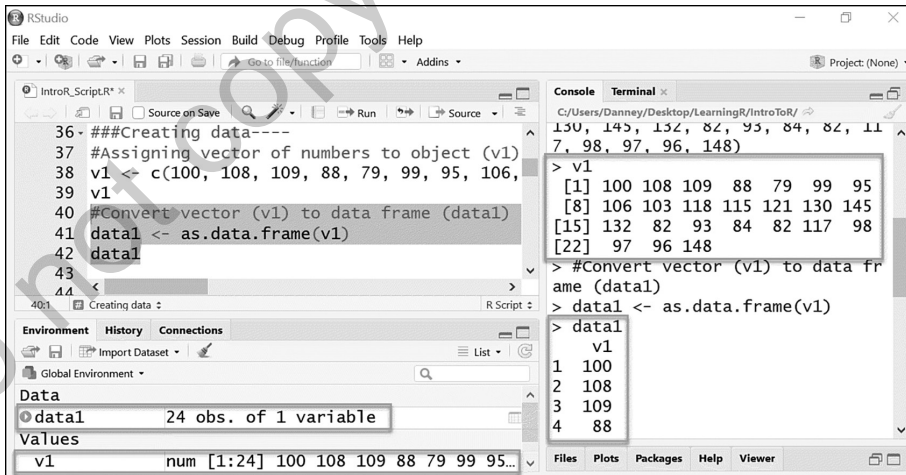 RStudio
File Edit Code View Plots Session Build Debug Profile Tools Help
Go to file/function
Addins
Project: (None)
IntroR_Script.R*
Source on Save
Run
Source
36 ###Creating data----
37 #Assigning vector of numbers to object (v1)
38 v1 <- c(100, 108, 109, 88, 79, 99, 95, 106,
39 v1
40 #Convert vector (v1) to data frame (data1)
41 data1 <- as.data.frame(v1)
42 data1
43
44
40:1 Creating data R Script
Environment History Connections
Import Dataset
List
Global Environment
Data
data1 24 obs. of 1 variable
Values
v1 num [1:24] 100 108 109 88 79 99 95…
Console Terminal
C:/Users/Danney/Desktop/LearningR/IntroToR/
130, 145, 132, 82, 93, 84, 82, 11
7, 98, 97, 96, 148)
> v1
[1] 100 108 109 88 79 99 95
[8] 106 103 118 115 121 130 145
[15] 132 82 93 84 82 117 98
[22] 97 96 148
> #Convert vector (v1) to data fr
ame (data1)
> data1 <- as.data.frame(v1)
> data1
v1
1 100
2 108
3 109
4 88
Files Plots Packages Help Viewer
not copy